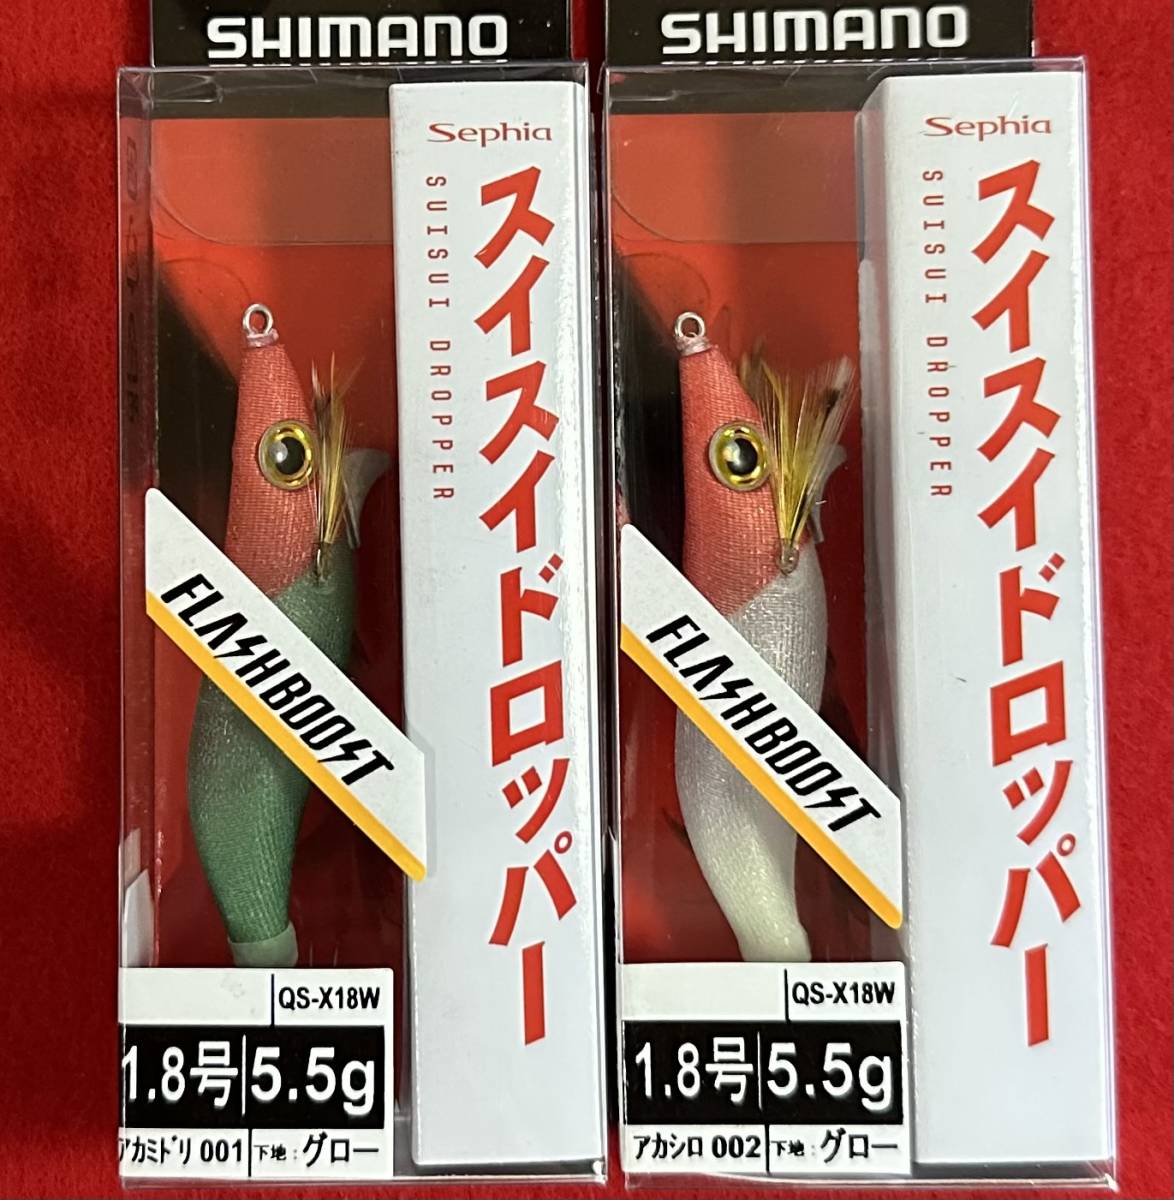 SHIMANO
Sephia
スイスイドロッパー
SUISUI DROPPER
FLASHBOOST
QS-X18W
1.8号 5.5g
アカミドリ 001 下地：グロー
SHIMANO
Sephia
スイスイドロッパー
SUISUI DROPPER
FLASHBOOST
QS-X18W
1.8号 5.5g
アカシロ 002 下地：グロー